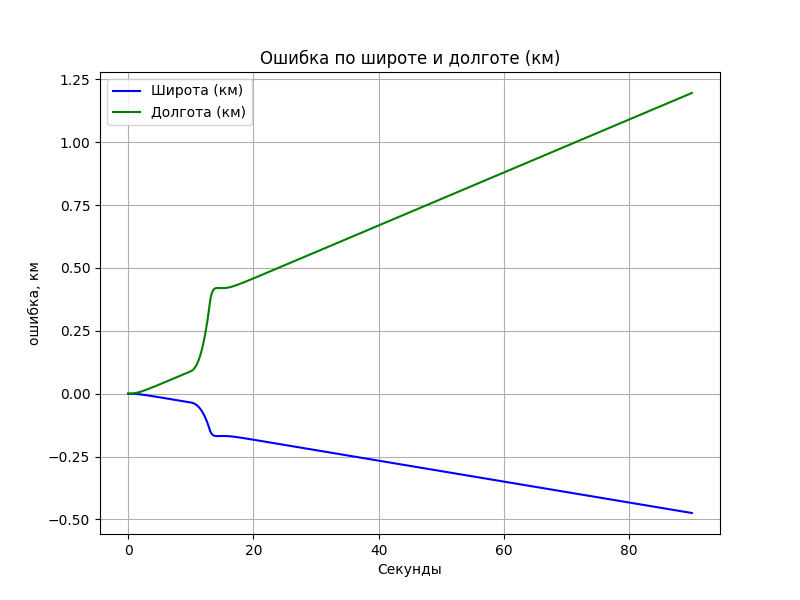 Ошибка по широте и долготе (км)
Широта (км)
Долгота (км)
1.25
1.00
0.75
0.50
0.25
0.00
−0.25
−0.50
ошибка, км
0 20 40 60 80
Секунды